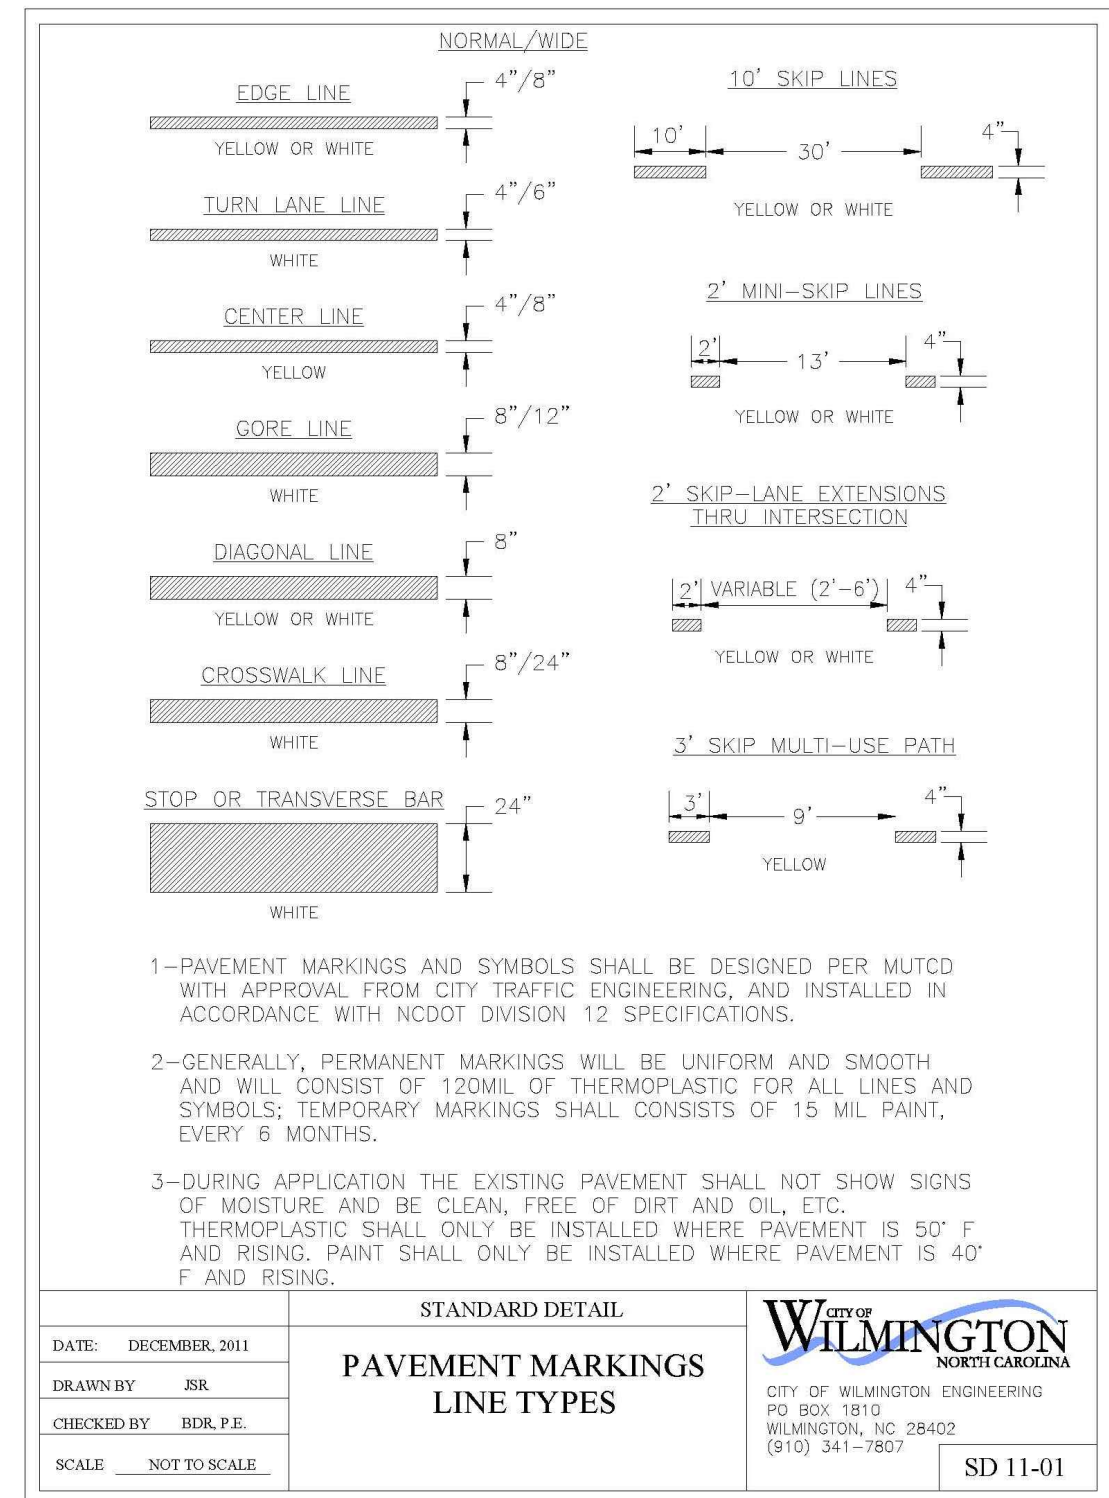 NORMAL/WIDE
EDGE LINE
4"/8"
YELLOW OR WHITE
TURN LANE LINE
4"/6"
WHITE
CENTER LINE
4"/8"
YELLOW
GORE LINE
8"/12"
WHITE
DIAGONAL LINE
8"
YELLOW OR WHITE
CROSSWALK LINE
8"/24"
WHITE
STOP OR TRANSVERSE BAR
24"
WHITE
10' SKIP LINES
10'
30'
4"
YELLOW OR WHITE
2' MINI-SKIP LINES
2'
13'
4"
YELLOW OR WHITE
2' SKIP-LANE EXTENSIONS
THRU INTERSECTION
2'
VARIABLE (2'-6')
4"
YELLOW OR WHITE
3' SKIP MULTI-USE PATH
3'
9'
4"
YELLOW
1-PAVEMENT MARKINGS AND SYMBOLS SHALL BE DESIGNED PER MUTCD
WITH APPROVAL FROM CITY TRAFFIC ENGINEERING, AND INSTALLED IN
ACCORDANCE WITH NCDOT DIVISION 12 SPECIFICATIONS.
2-GENERALLY, PERMANENT MARKINGS WILL BE UNIFORM AND SMOOTH
AND WILL CONSIST OF 120MIL OF THERMOPLASTIC FOR ALL LINES AND
SYMBOLS; TEMPORARY MARKINGS SHALL CONSISTS OF 15 MIL PAINT,
EVERY 6 MONTHS.
3-DURING APPLICATION THE EXISTING PAVEMENT SHALL NOT SHOW SIGNS
OF MOISTURE AND BE CLEAN, FREE OF DIRT AND OIL, ETC.
THERMOPLASTIC SHALL ONLY BE INSTALLED WHERE PAVEMENT IS 50° F
AND RISING. PAINT SHALL ONLY BE INSTALLED WHERE PAVEMENT IS 40°
F AND RISING.
DATE: DECEMBER, 2011
DRAWN BY JSR
CHECKED BY BDR, P.E.
SCALE NOT TO SCALE
STANDARD DETAIL
PAVEMENT MARKINGS
LINE TYPES
CITY OF
WILMINGTON
NORTH CAROLINA
CITY OF WILMINGTON ENGINEERING
PO BOX 1810
WILMINGTON, NC 28402
(910) 341-7807
SD 11-01